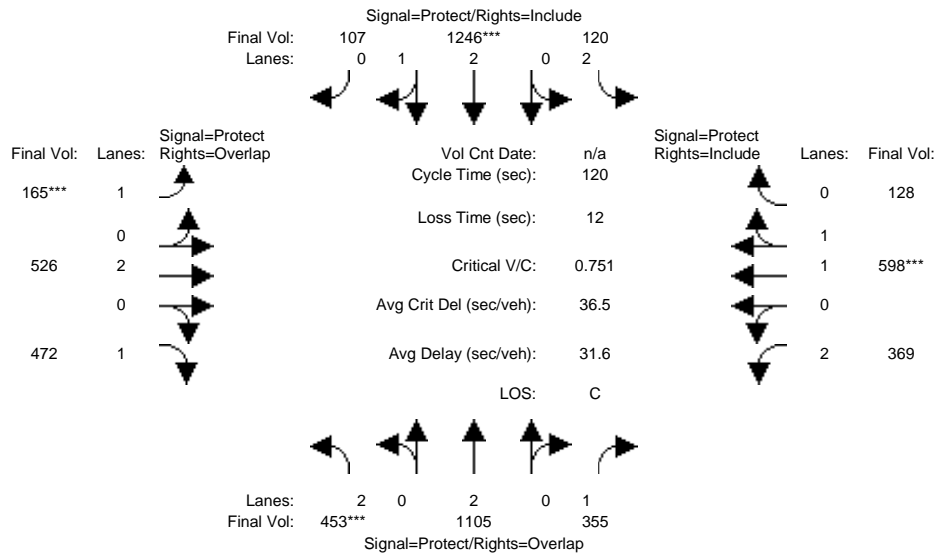 Signal=Protect/Rights=Include
Final Vol: 107 1246*** 120
Lanes: 0 1 2 0 2
Signal=Protect
Final Vol: Lanes: Rights=Overlap
Vol Cnt Date: n/a
Signal=Protect
Rights=Include Lanes: Final Vol:
Cycle Time (sec): 120
165*** 1
0 128
Loss Time (sec): 12
0
1
526 2
Critical V/C: 0.751
1 598***
0
Avg Crit Del (sec/veh): 36.5
0
472 1
Avg Delay (sec/veh): 31.6
2 369
LOS: C
Lanes: 2 0 2 0 1
Final Vol: 453*** 1105 355
Signal=Protect/Rights=Overlap